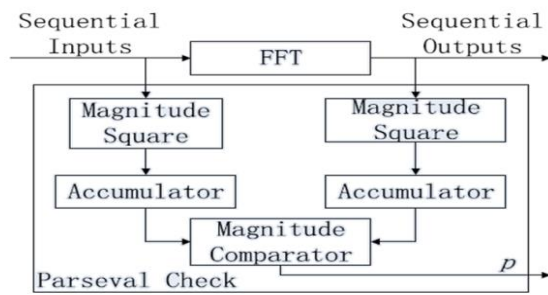 Sequential
Inputs
Sequential
Outputs
FFT
Magnitude
Square
Magnitude
Square
Accumulator
Accumulator
Magnitude
Comparator
p
Parseval Check